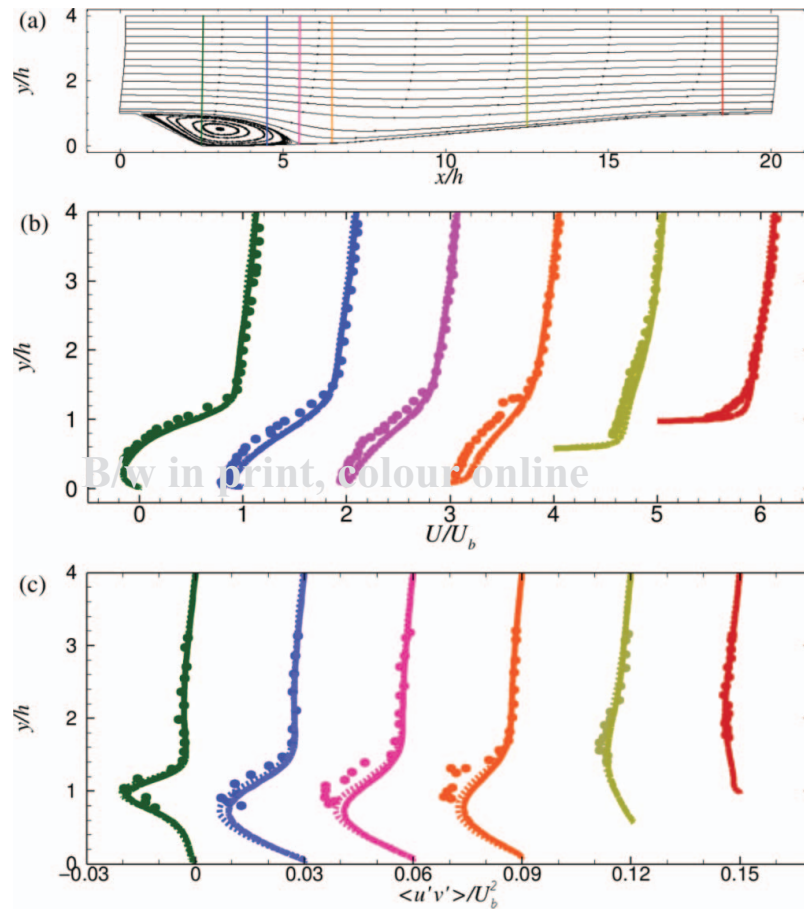 (a)
4
y/h
2
0
0 5 10 15 20
x/h
(b)
4
3
y/h
2
1
0
B/w in print, colour online
0 1 2 3 4 5 6
U/U_b
(c)
4
3
y/h
2
1
0
−0.03 0 0.03 0.06 0.09 0.12 0.15
<u'v'>/U_b^2